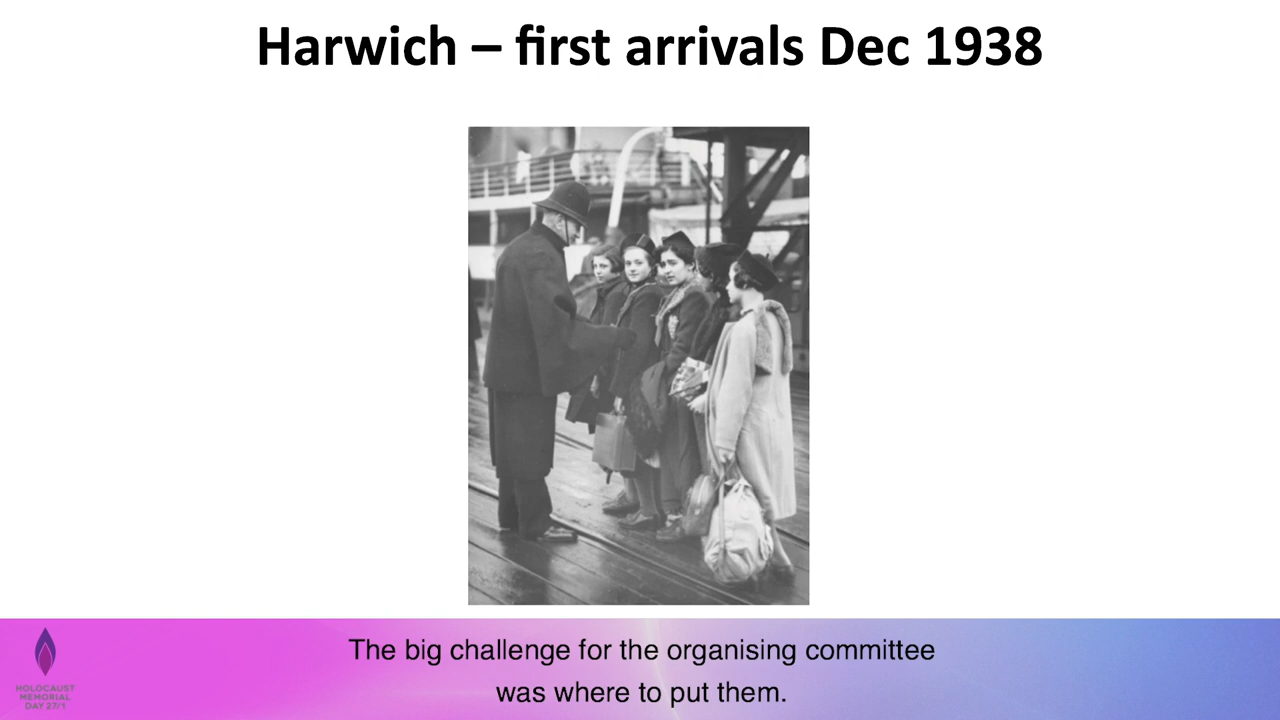 Harwich – first arrivals Dec 1938
The big challenge for the organising committee
was where to put them.
HOLOCAUST
MEMORIAL
DAY 27/1